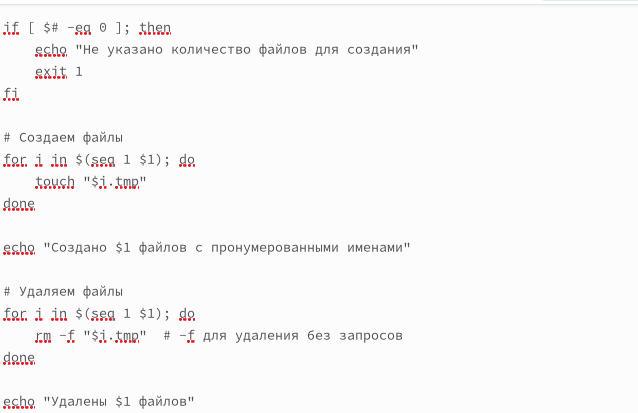 if [ $# -eq 0 ]; then
    echo "Не указано количество файлов для создания"
    exit 1
fi

# Создаем файлы
for i in $(seq 1 $1); do
    touch "$i.tmp"
done

echo "Создано $1 файлов с пронумерованными именами"

# Удаляем файлы
for i in $(seq 1 $1); do
    rm -f "$i.tmp"  # -f для удаления без запросов
done

echo "Удалены $1 файлов"